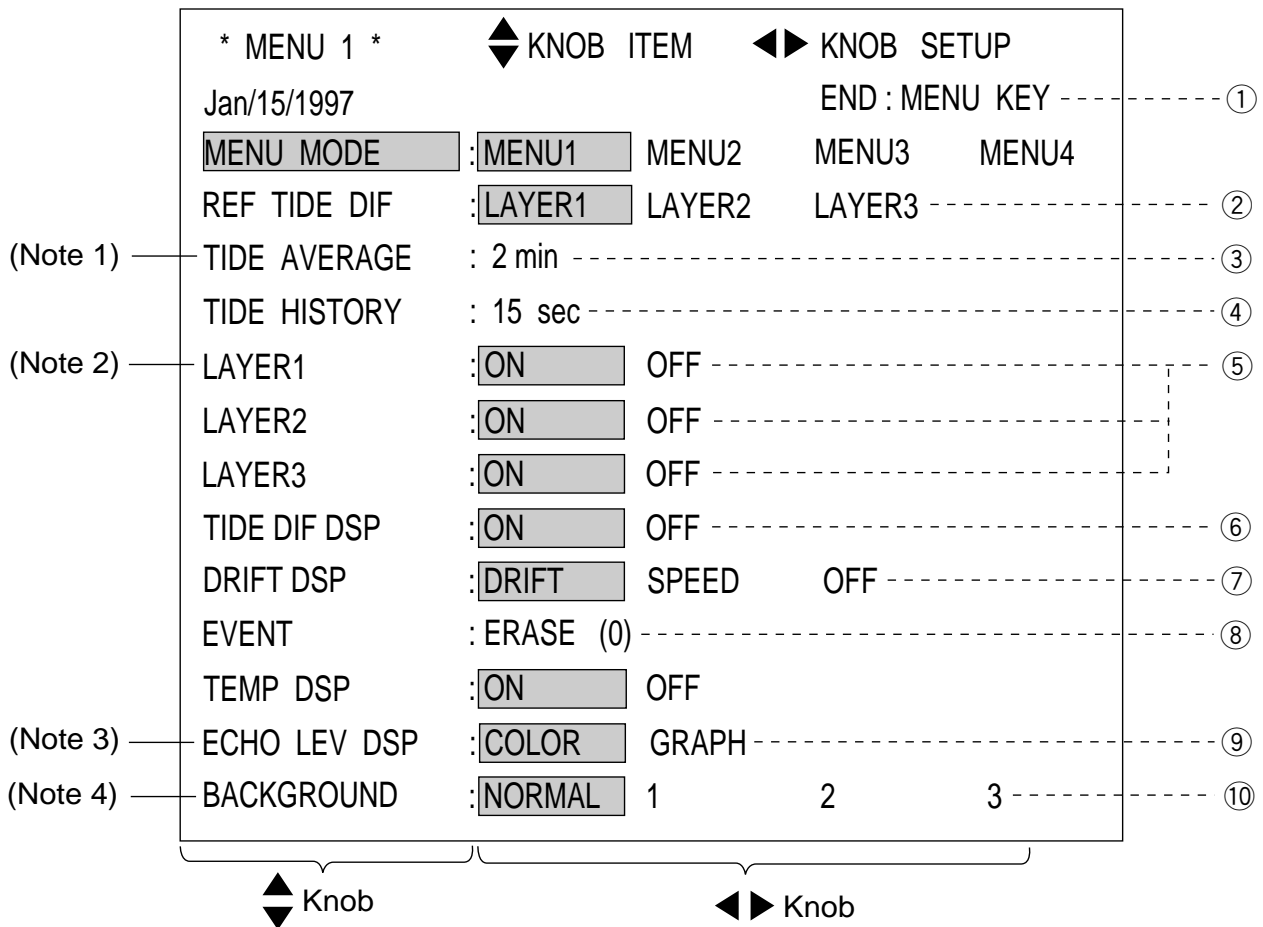 * MENU 1 * KNOB ITEM KNOB SETUP
Jan/15/1997 END : MENU KEY ①
MENU MODE : MENU1 MENU2 MENU3 MENU4
REF TIDE DIF : LAYER1 LAYER2 LAYER3 ②
(Note 1) TIDE AVERAGE : 2 min ③
TIDE HISTORY : 15 sec ④
(Note 2) LAYER1 : ON OFF ⑤
LAYER2 : ON OFF
LAYER3 : ON OFF
TIDE DIF DSP : ON OFF ⑥
DRIFT DSP : DRIFT SPEED OFF ⑦
EVENT : ERASE (0) ⑧
TEMP DSP : ON OFF
(Note 3) ECHO LEV DSP : COLOR GRAPH ⑨
(Note 4) BACKGROUND : NORMAL 1 2 3 ⑩
Knob Knob